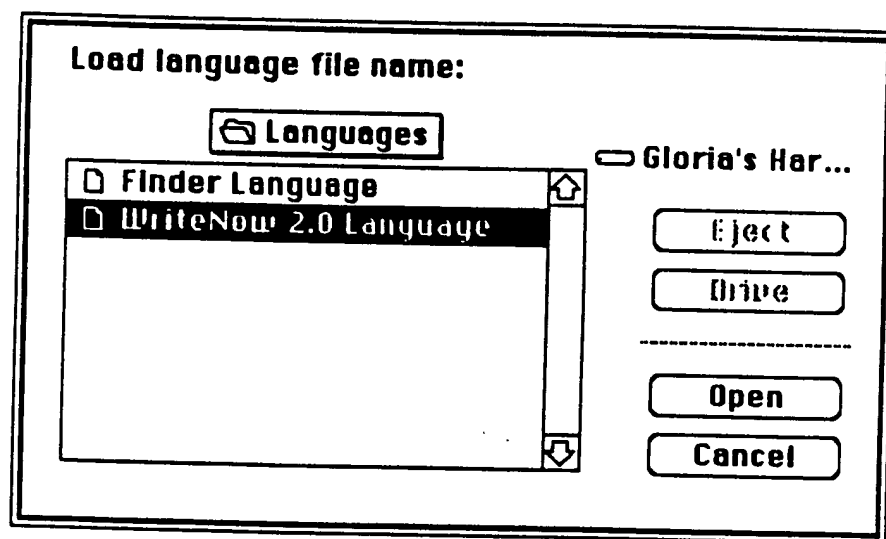 Load language file name:
Languages
Gloria's Har...
Finder Language
WriteNow 2.0 Language
Eject
Drive
Open
Cancel